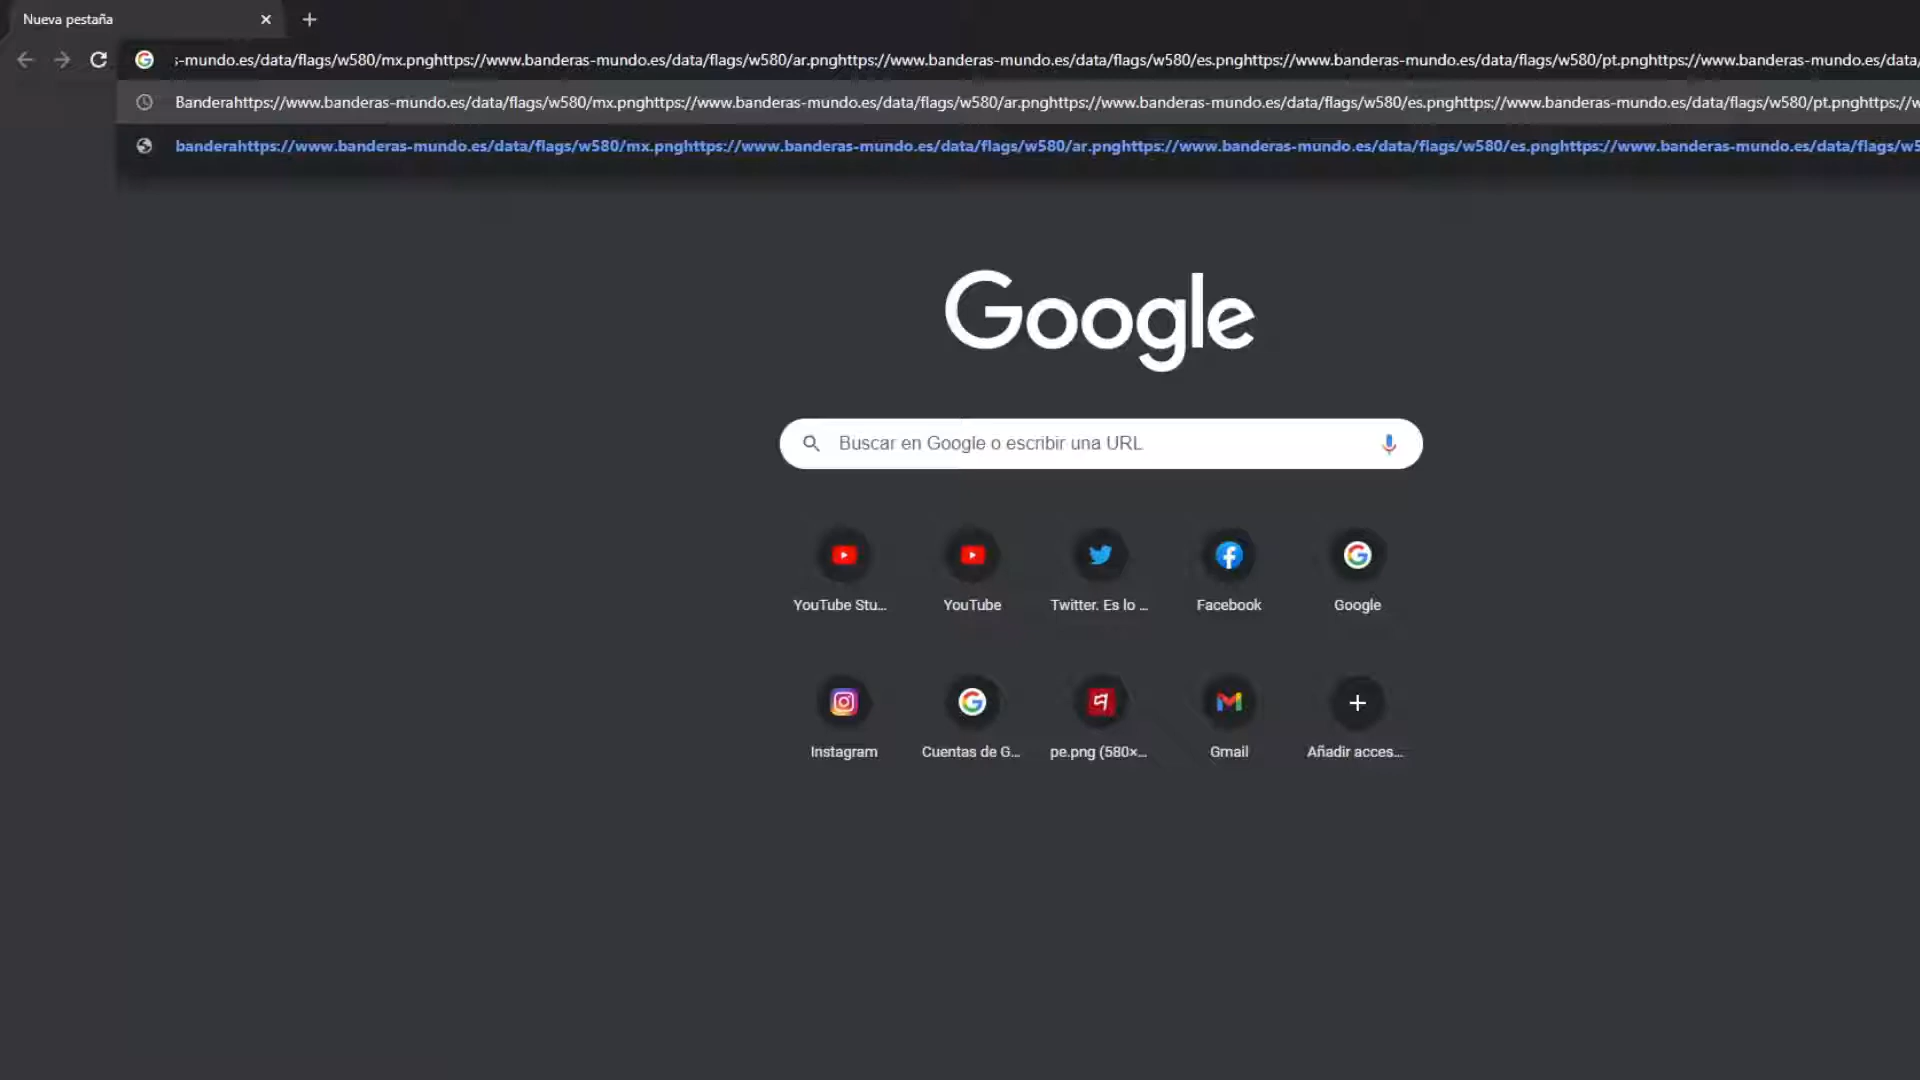 Nueva pestaña
-mundo.es/data/flags/w580/mx.pnghttps://www.banderas-mundo.es/data/flags/w580/ar.pnghttps://www.banderas-mundo.es/data/flags/w580/es.pnghttps://www.banderas-mundo.es/data/flags/w580/pt.pnghttps://www.banderas-mundo.es/data/
Banderahttps://www.banderas-mundo.es/data/flags/w580/mx.pnghttps://www.banderas-mundo.es/data/flags/w580/ar.pnghttps://www.banderas-mundo.es/data/flags/w580/es.pnghttps://www.banderas-mundo.es/data/flags/w580/pt.pnghttps://w
banderahttps://www.banderas-mundo.es/data/flags/w580/mx.pnghttps://www.banderas-mundo.es/data/flags/w580/ar.pnghttps://www.banderas-mundo.es/data/flags/w580/es.pnghttps://www.banderas-mundo.es/data/flags/w5
Google
Buscar en Google o escribir una URL
YouTube Stu... YouTube Twitter. Es lo ... Facebook Google
Instagram Cuentas de G... pe.png (580×... Gmail Añadir acces...